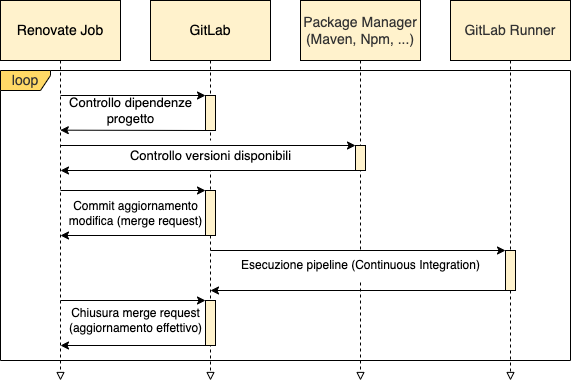 Renovate Job
GitLab
Package Manager
(Maven, Npm, ...)
GitLab Runner
loop
Controllo dipendenze
progetto
Controllo versioni disponibili
Commit aggiornamento
modifica (merge request)
Esecuzione pipeline (Continuous Integration)
Chiusura merge request
(aggiornamento effettivo)